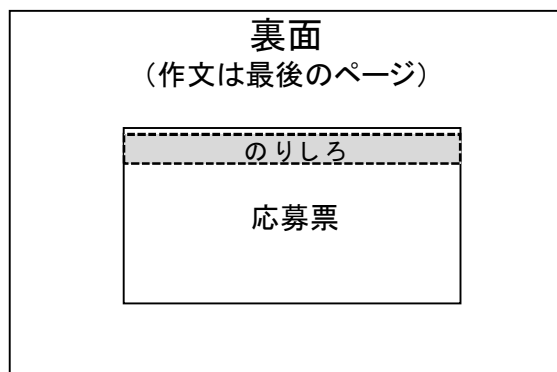 裏面
（作文は最後のページ）
のりしろ
応募票